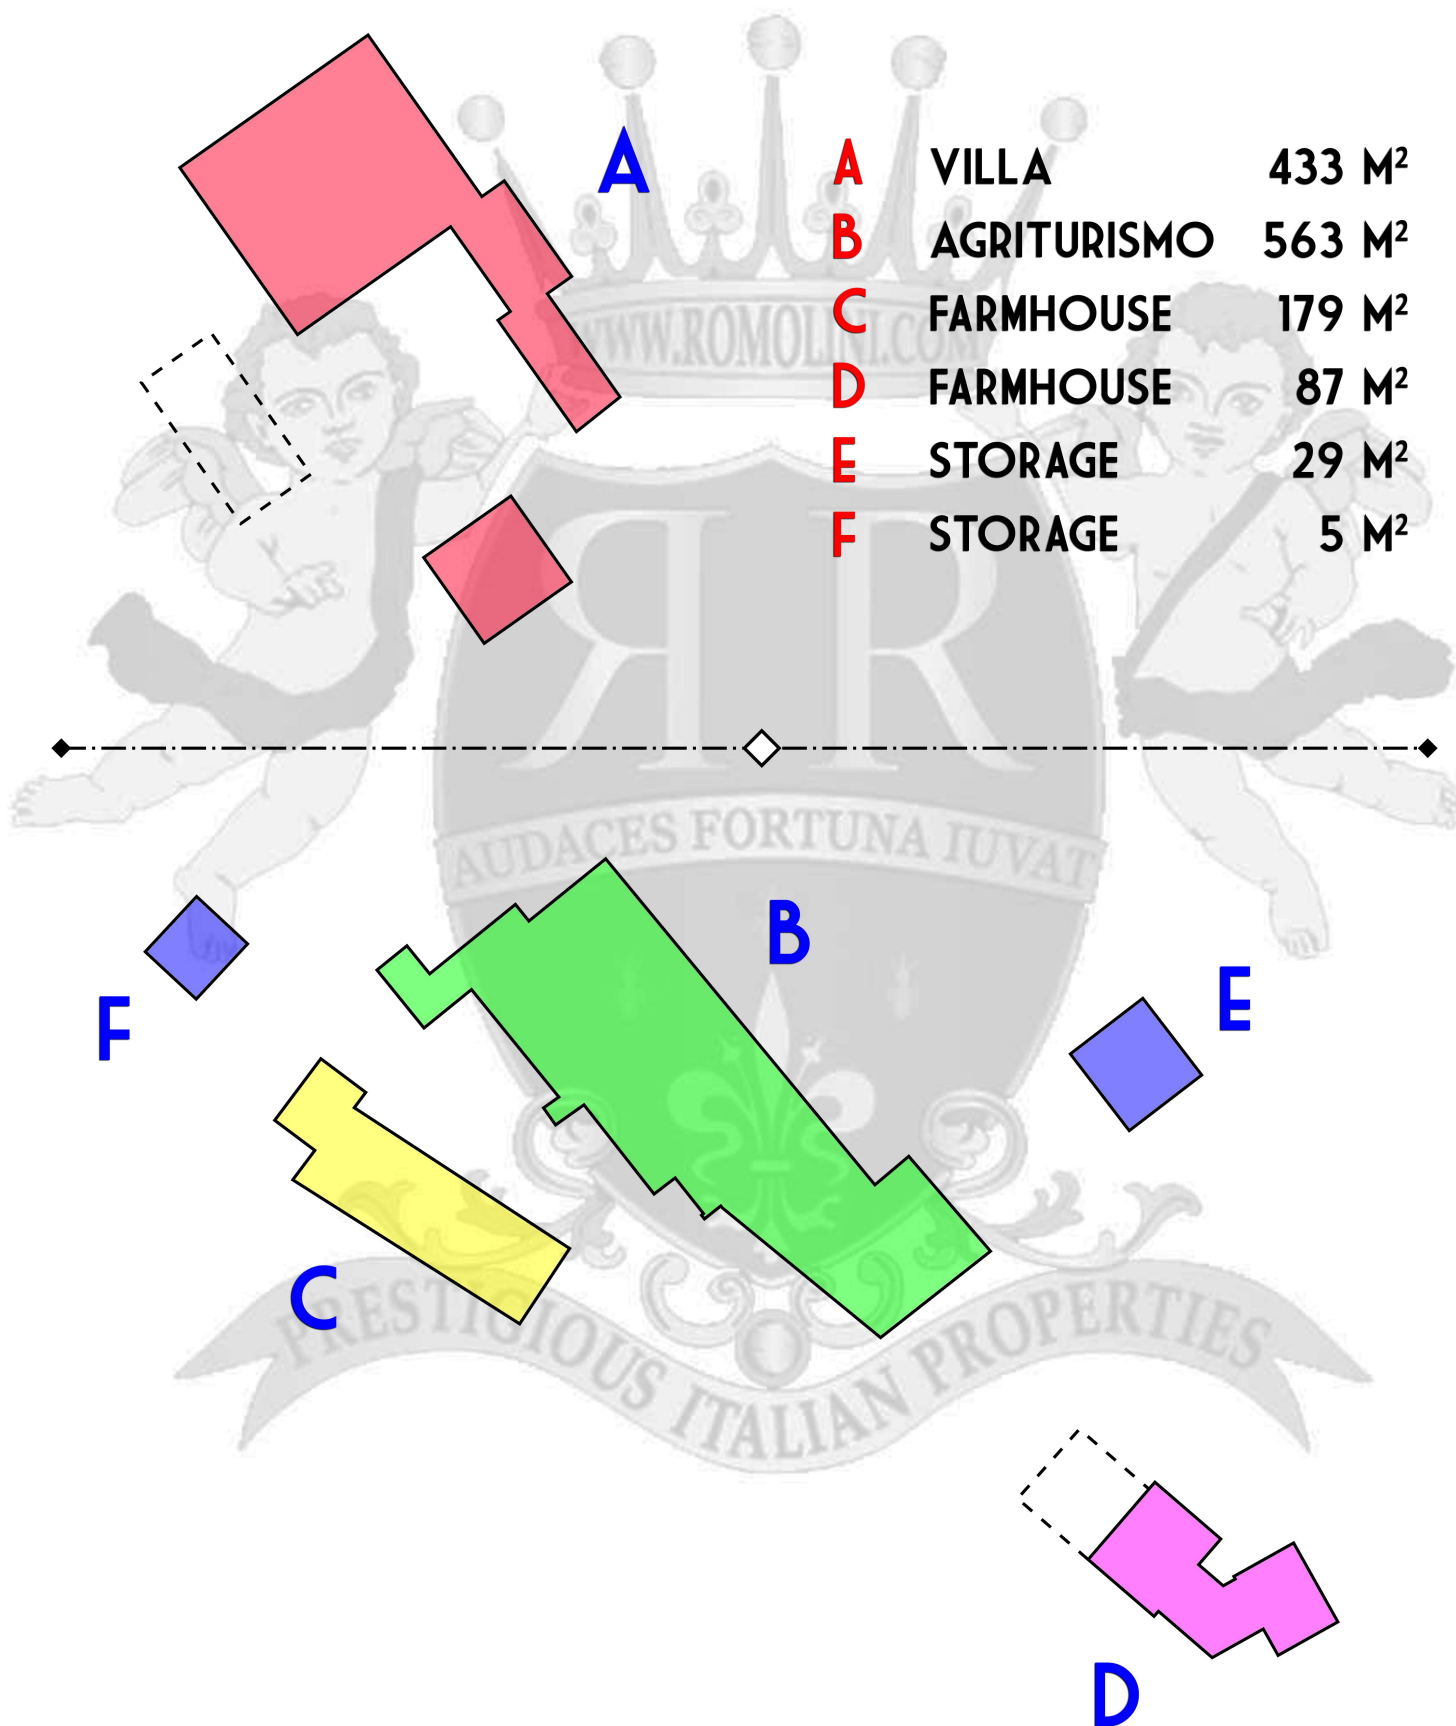 A
A VILLA 433 M²
B AGRITURISMO 563 M²
C FARMHOUSE 179 M²
D FARMHOUSE 87 M²
E STORAGE 29 M²
F STORAGE 5 M²
WWW.ROMOLINI.COM
R R
AUDACES FORTUNA IUVAT
B
E
F
C
PRESTIGIOUS ITALIAN PROPERTIES
D